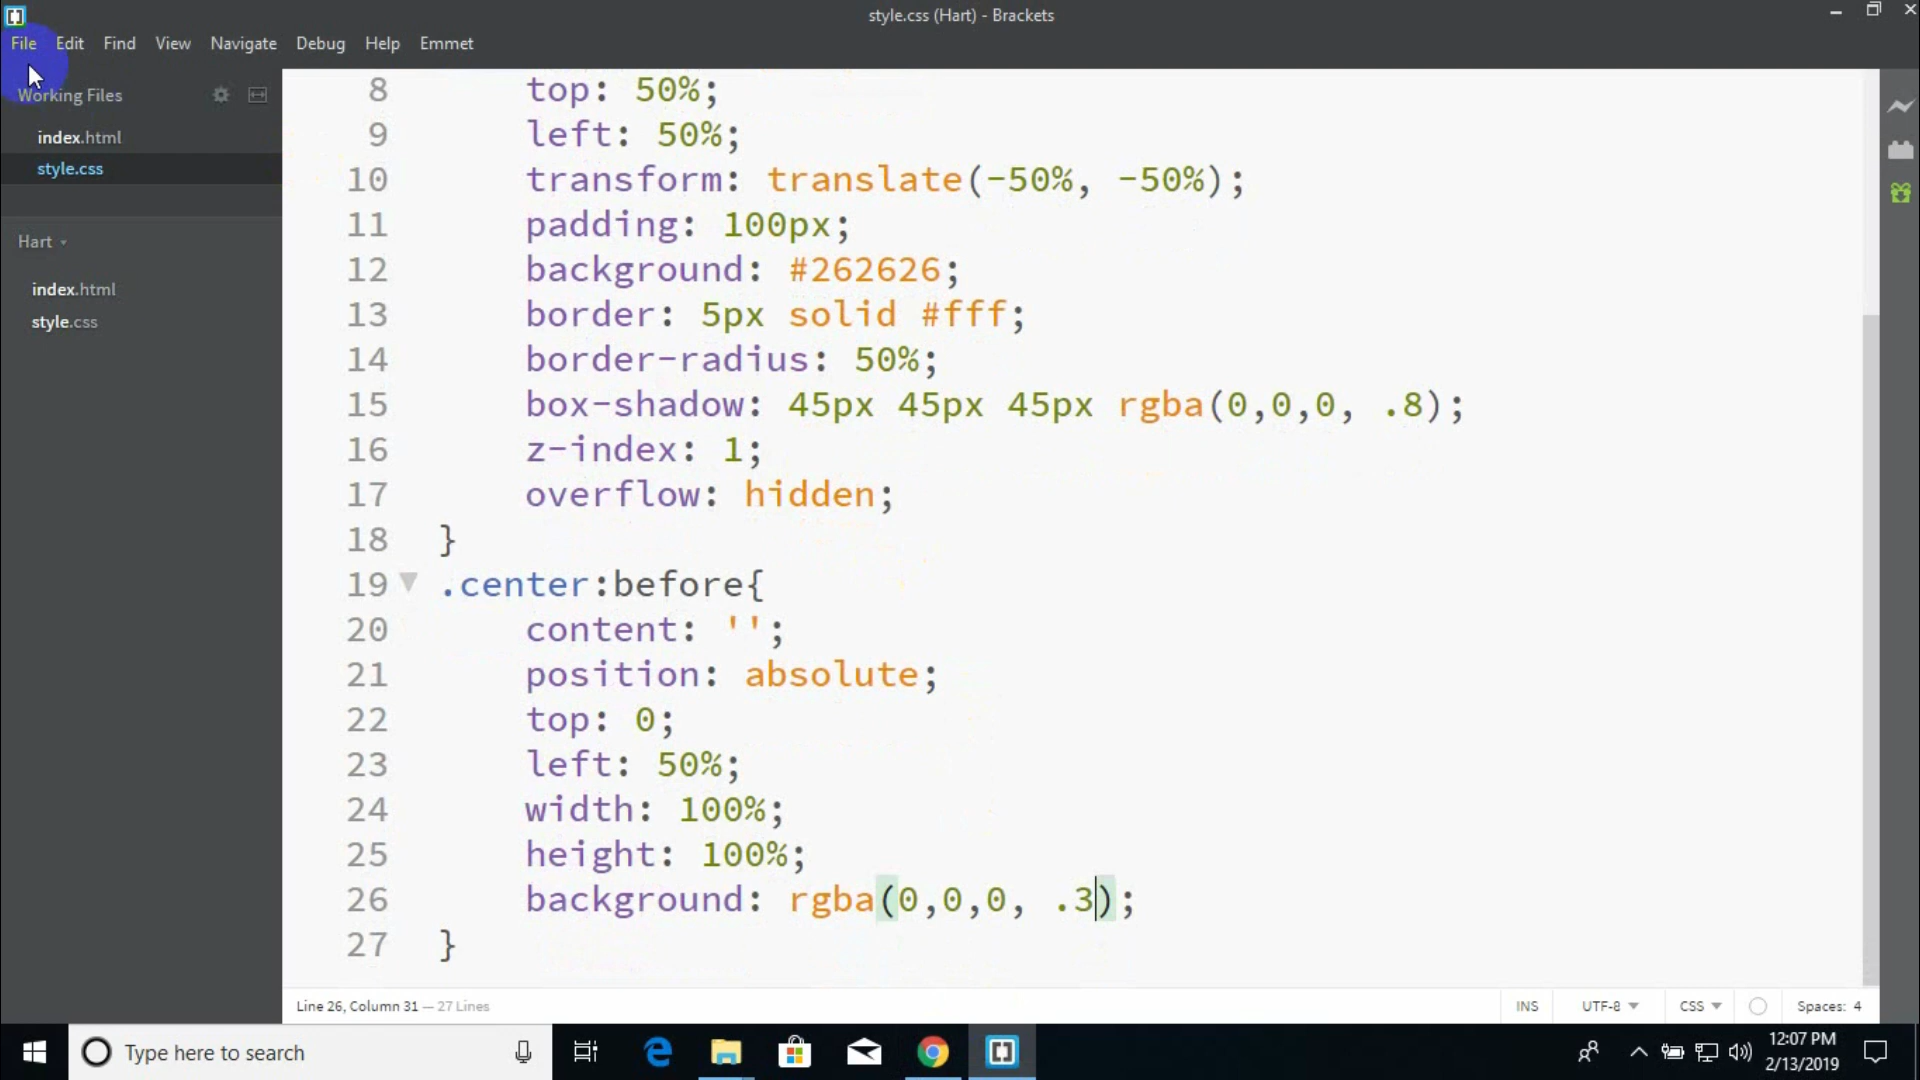 style.css (Hart) - Brackets
File Edit Find View Navigate Debug Help Emmet
Working Files
index.html
style.css
Hart
index.html
style.css
8 top: 50%;
9 left: 50%;
10 transform: translate(-50%, -50%);
11 padding: 100px;
12 background: #262626;
13 border: 5px solid #fff;
14 border-radius: 50%;
15 box-shadow: 45px 45px 45px rgba(0,0,0, .8);
16 z-index: 1;
17 overflow: hidden;
18 }
19 .center:before{
20 content: '';
21 position: absolute;
22 top: 0;
23 left: 50%;
24 width: 100%;
25 height: 100%;
26 background: rgba(0,0,0, .3);
27 }
Line 26, Column 31 — 27 Lines INS UTF-8 CSS Spaces: 4
Type here to search
12:07 PM
2/13/2019